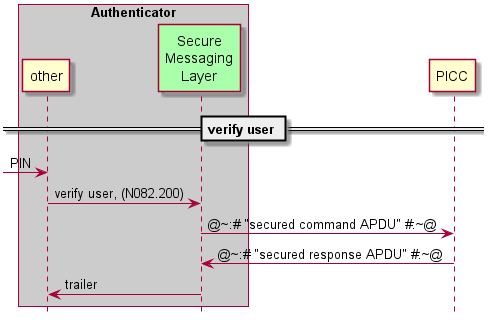 Authenticator
other
Secure
Messaging
Layer
PICC
verify user
PIN
verify user, (N082.200)
@~:# "secured command APDU" #:~@
@~:# "secured response APDU" #:~@
trailer